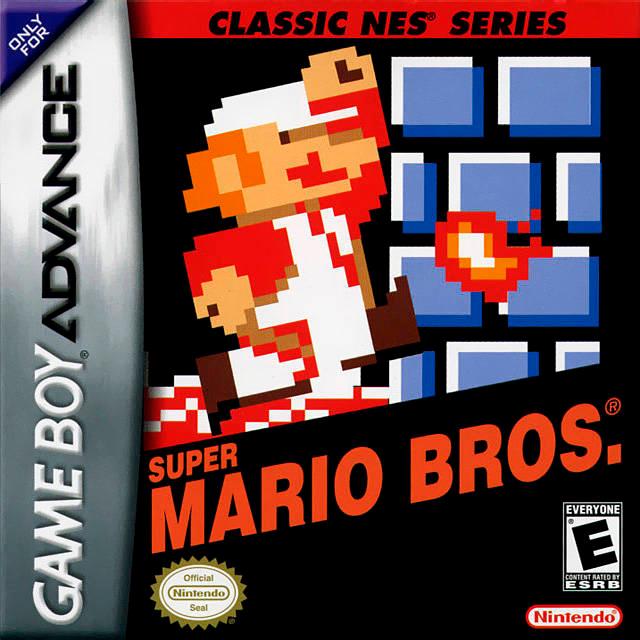 ONLY
FOR
CLASSIC NES® SERIES
GAME BOY® ADVANCE
SUPER
MARIO BROS.®
Official
Nintendo
Seal
EVERYONE
E
CONTENT RATED BY
ESRB
Nintendo